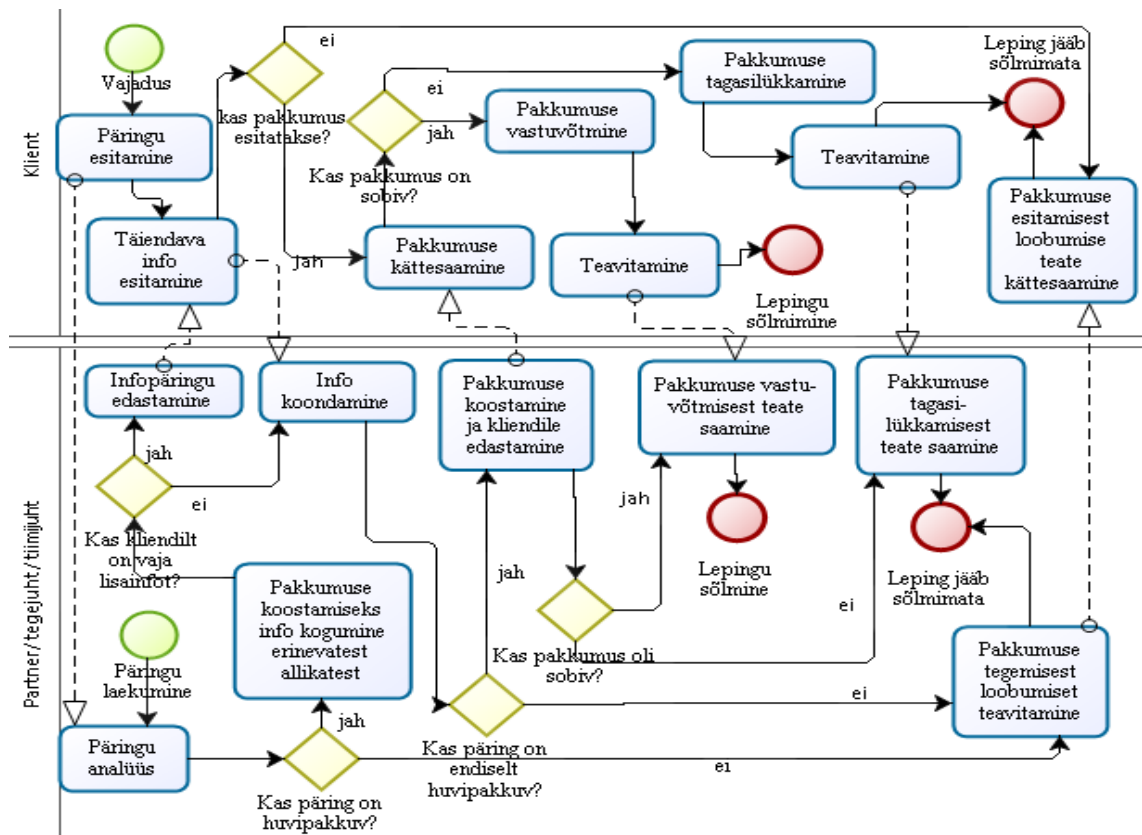 Klient
Vajadus
Päringu
esitamine
Täiendava
info
esitamine
ei
kas pakkumus
esitatakse?
jah
ei
jah
Kas pakkumus on
sobiv?
Pakkumuse
kättesaamine
Pakkumuse
vastuvõtmine
Pakkumuse
tagasilükkamine
Teavitamine
Lepingu
sõlmimine
Teavitamine
Leping jääb
sõlmimata
Pakkumuse
esitamisest
loobumise
teate
kättesaamine
Partner/tegejuht/tiimijuht
Infopäringu
edastamine
jah
ei
Kas kliendilt
on vaja
lisainfot?
Info
koondamine
Pakkumuse
koostamine
ja kliendile
edastamine
Pakkumuse vastu-
võtmisest teate
saamine
Pakkumuse
tagasi-
lükkamisest
teate saamine
jah
jah
Lepingu
sõlmine
Leping jääb
sõlmimata
ei
Kas pakkumus oli
sobiv?
Pakkumuse
koostamiseks
info kogumine
erinevatest
allikatest
Päringu
laekumine
Päringu
analüüs
jah
Kas päring on
huvipakkuv?
Kas päring on
endiselt
huvipakkuv?
ei
ei
Pakkumuse
tegemisest
loobumiset
teavitamine